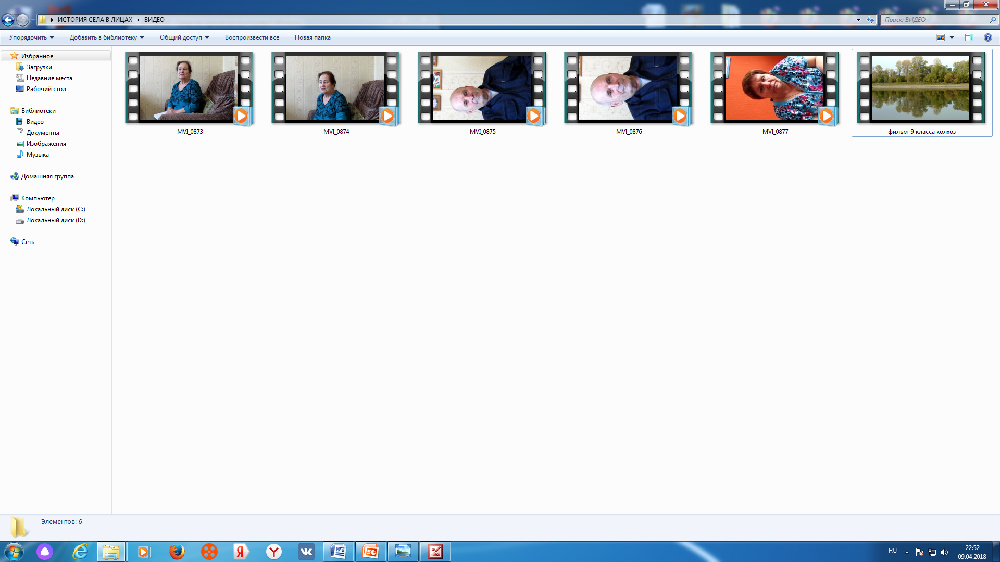 ИСТОРИЯ СЕЛА В ЛИЦАХ ВИДЕО
Поиск: ВИДЕО
Упорядочить Добавить в библиотеку Общий доступ Воспроизвести все Новая папка
Избранное
Загрузки
Недавние места
Рабочий стол
Библиотеки
Видео
Документы
Изображения
Музыка
Домашняя группа
Компьютер
Локальный диск (C:)
Локальный диск (D:)
Сеть
MVI_0873
MVI_0874
MVI_0875
MVI_0876
MVI_0877
фильм 9 класса колхоз
Элементов: 6
RU
22:52
09.04.2018